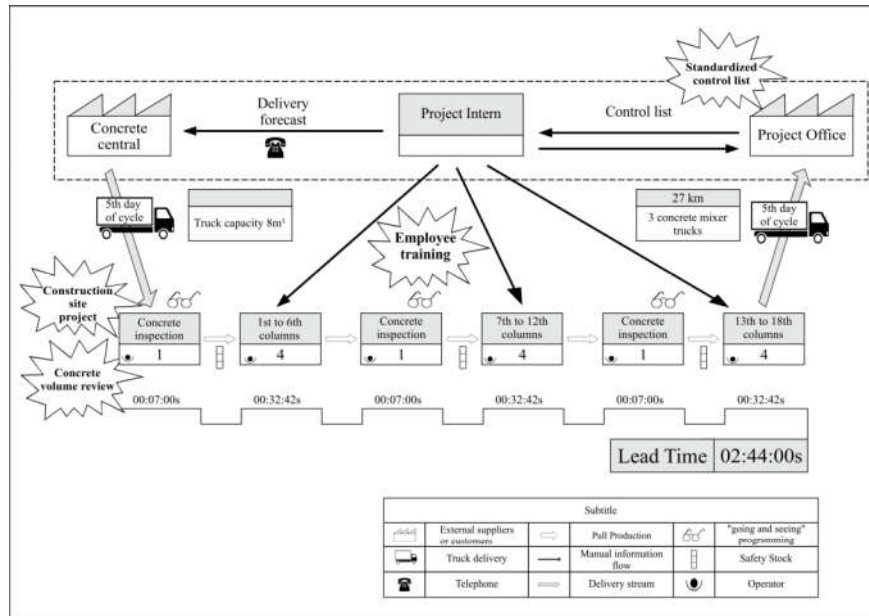 Standardized
control list
Delivery
forecast
Concrete
central
Project Intern
Control list
Project Office
5th day
of cycle
Truck capacity 8m³
Employee
training
27 km
3 concrete mixer
trucks
5th day
of cycle
Construction
site
project
Concrete
inspection
1
1st to 6th
columns
4
Concrete
inspection
1
7th to 12th
columns
4
Concrete
inspection
1
13th to 18th
columns
4
Concrete
volume review
00:07:00s
00:32:42s
00:07:00s
00:32:42s
00:07:00s
00:32:42s
Lead Time
02:44:00s
Subtitle
External suppliers
or customers
Pull Production
"going and seeing"
programming
Truck delivery
Manual information
flow
Safety Stock
Telephone
Delivery stream
Operator